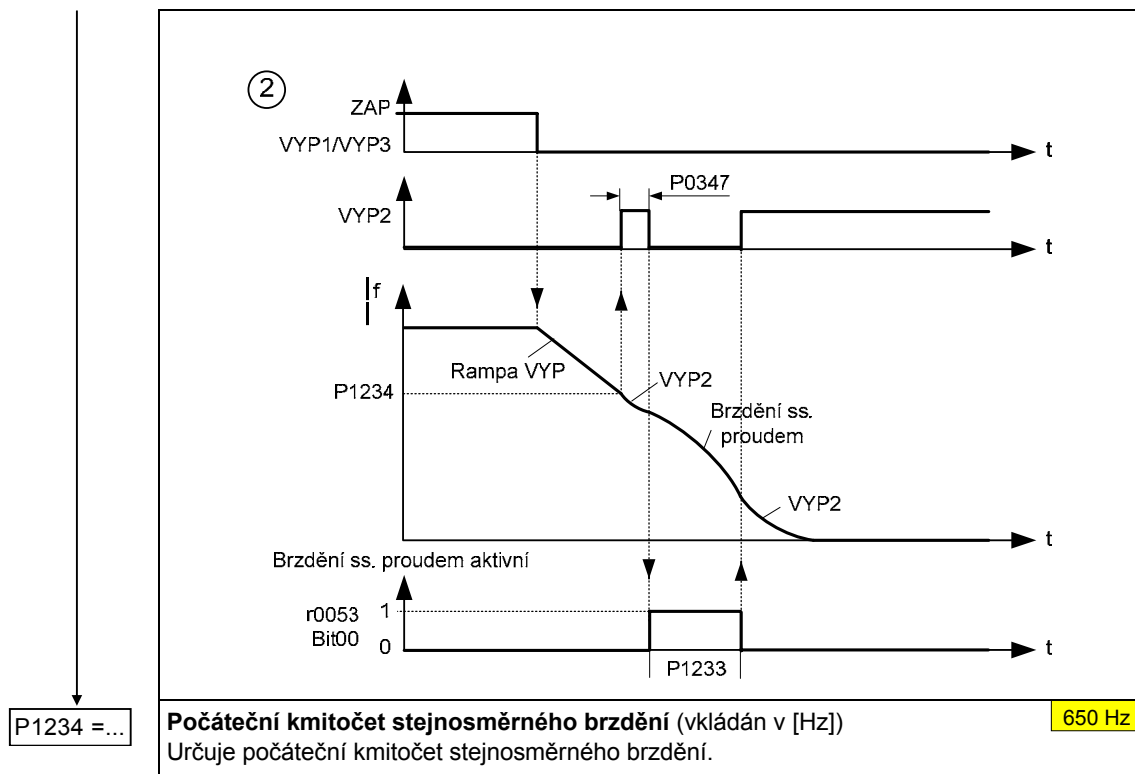 2
ZAP
VYP1/VYP3
t
P0347
VYP2
t
|f|
Rampa VYP
P1234
VYP2
Brzdění ss.
proudem
VYP2
t
Brzdění ss. proudem aktivní
r0053 1
Bit00 0
t
P1233
P1234 =...
Počáteční kmitočet stejnosměrného brzdění (vkládán v [Hz]) 650 Hz
Určuje počáteční kmitočet stejnosměrného brzdění.